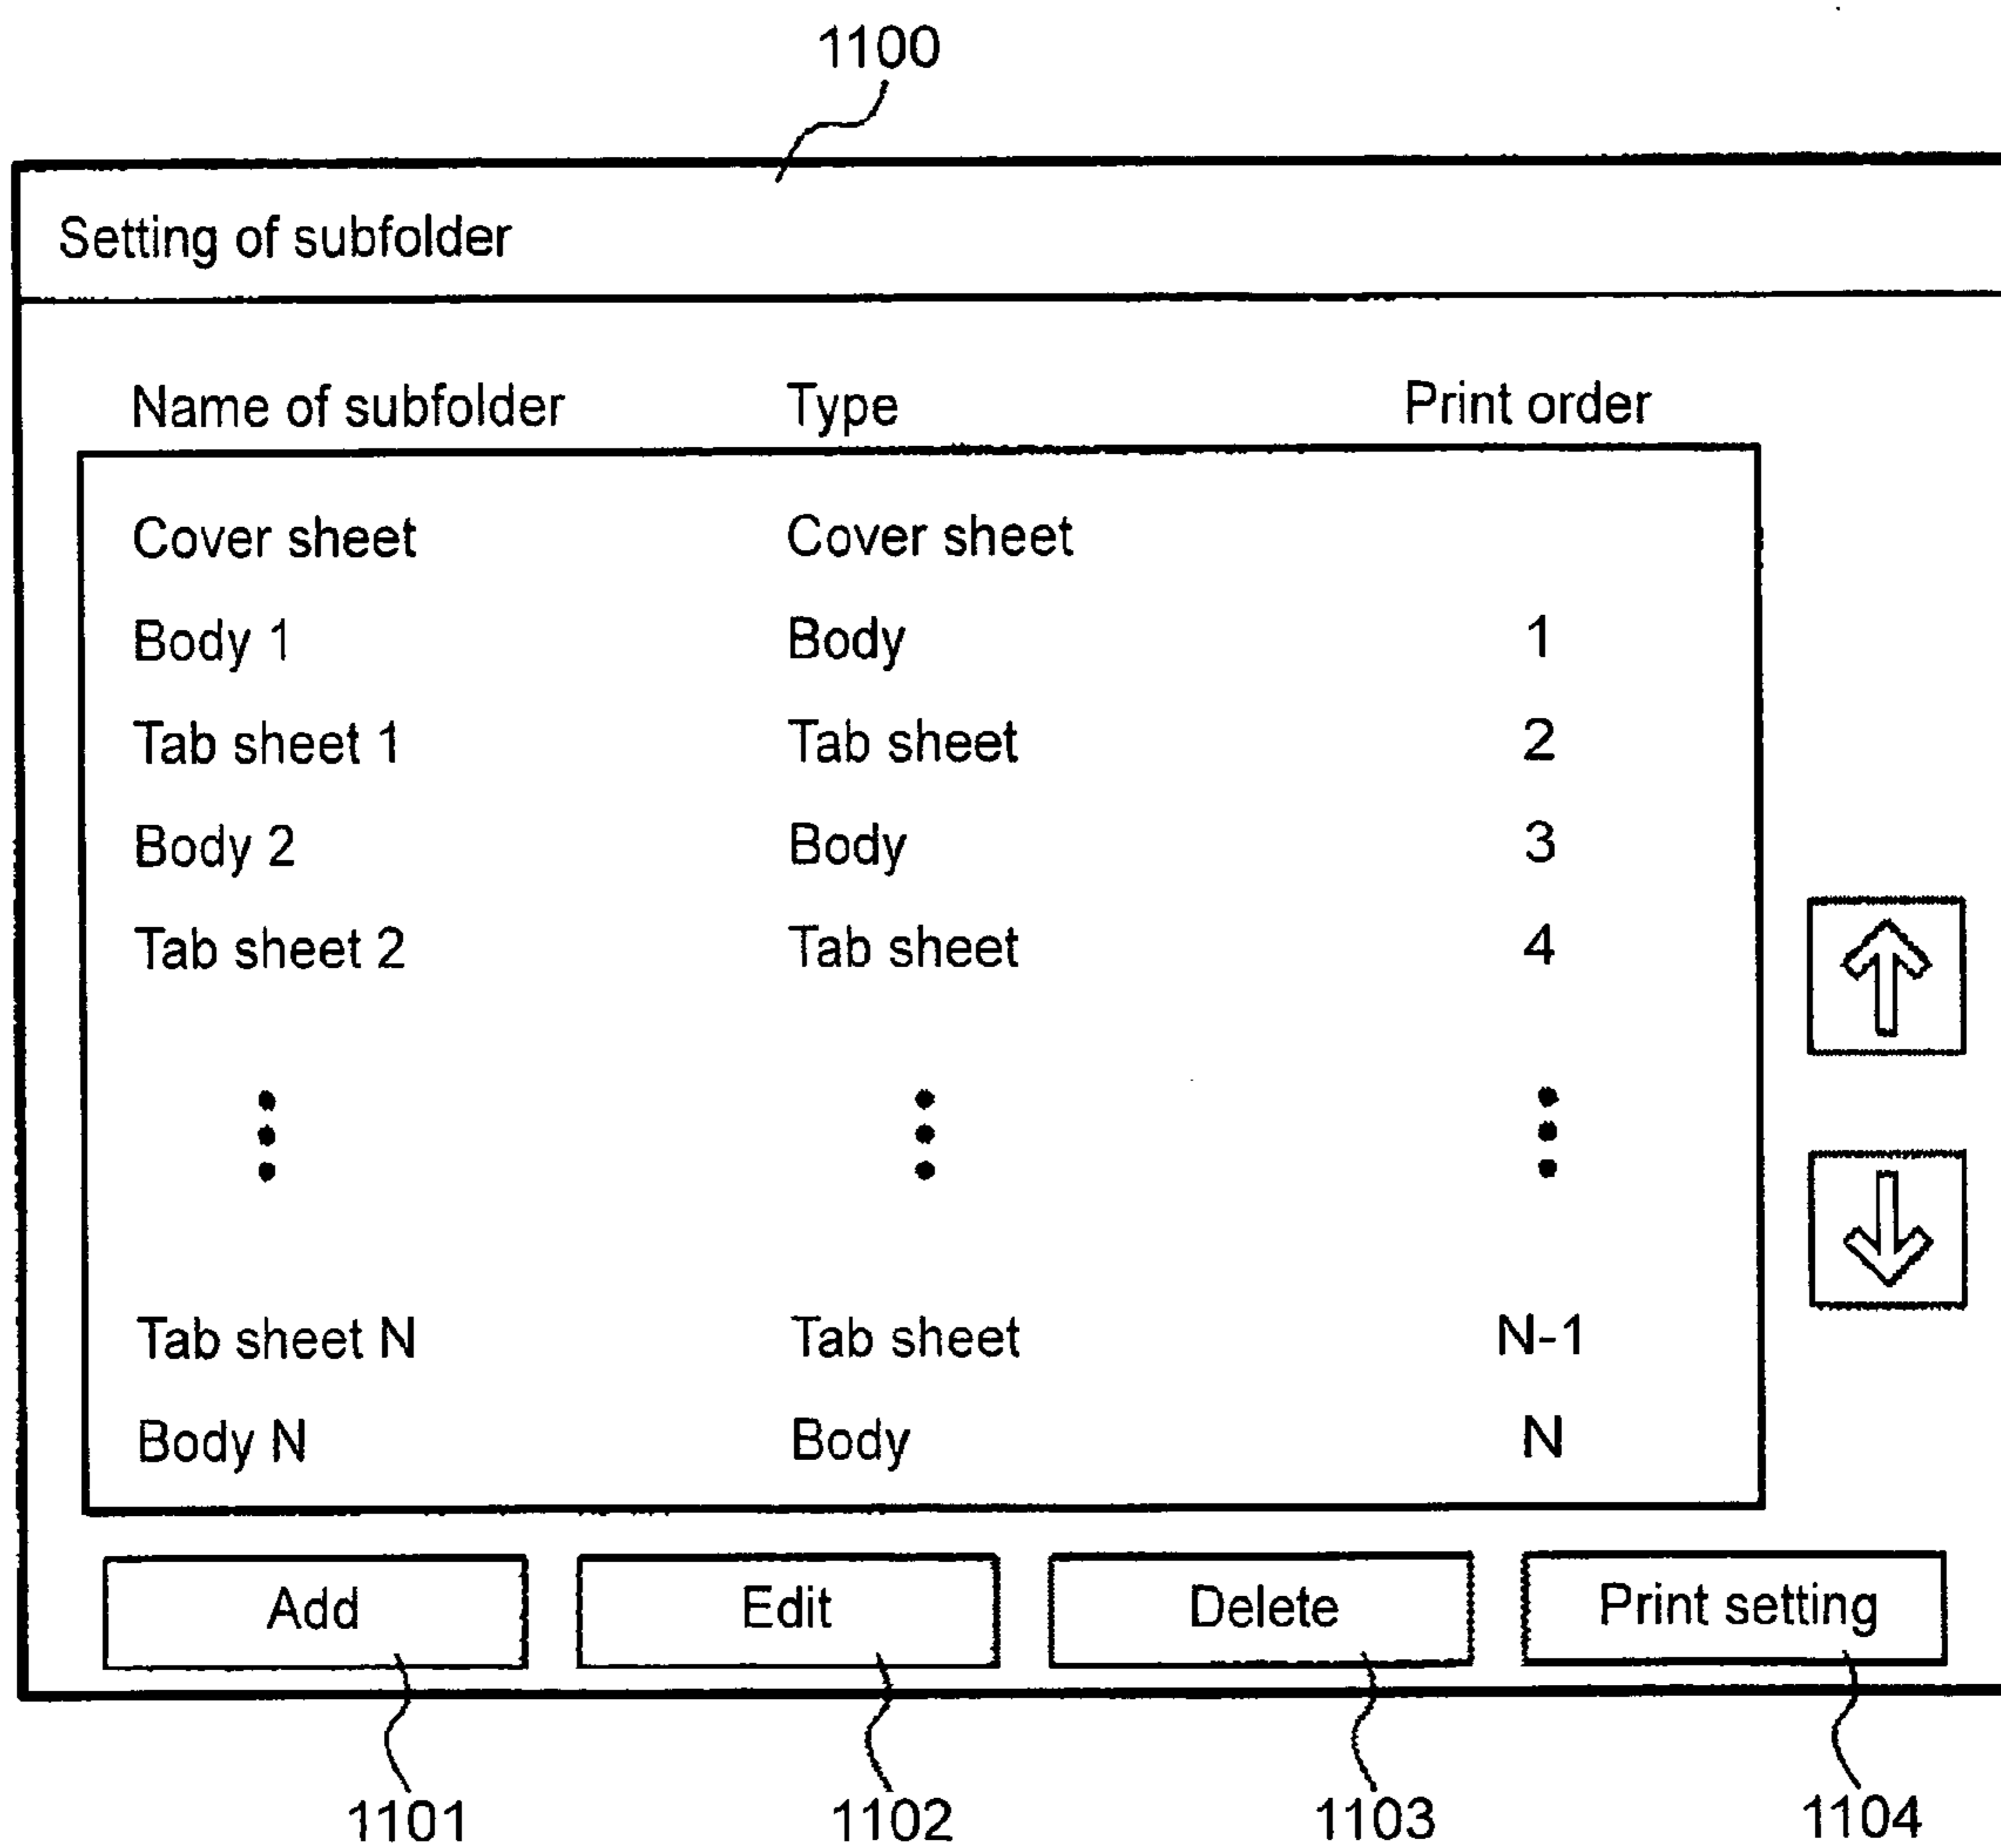 1100
Setting of subfolder
Name of subfolder Type Print order
Cover sheet Cover sheet
Body 1 Body 1
Tab sheet 1 Tab sheet 2
Body 2 Body 3
Tab sheet 2 Tab sheet 4
Tab sheet N Tab sheet N-1
Body N Body N
Add Edit Delete Print setting
1101 1102 1103 1104